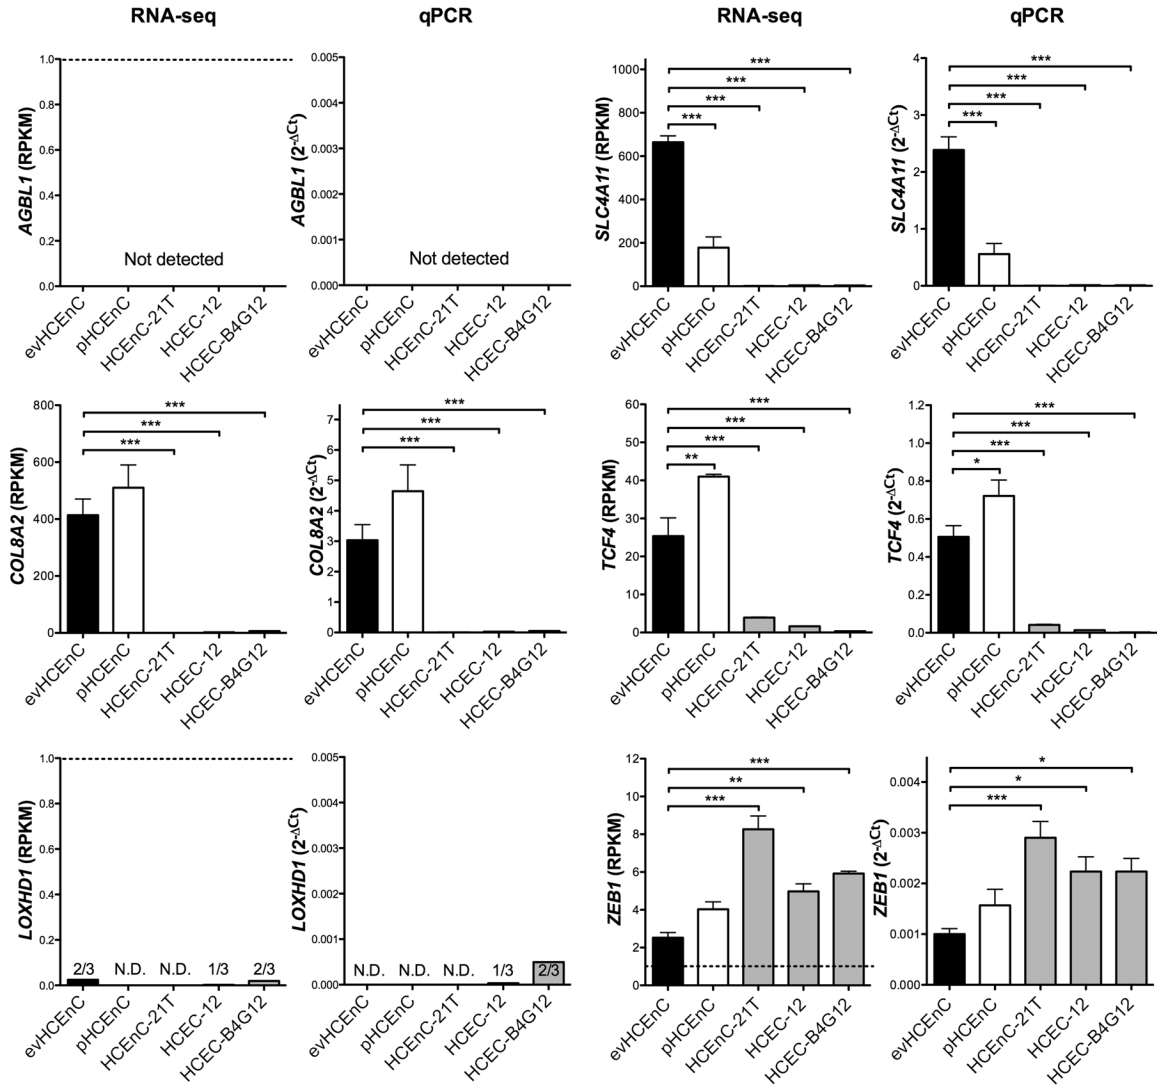 RNA-seq
qPCR
RNA-seq
qPCR
AGBL1 (RPKM)
1.0
0.8
0.6
0.4
0.2
0.0
Not detected
evHCEnC
pHCEnC
HCEnC-21T
HCEC-12
HCEC-B4G12
AGBL1 (2-ΔCt)
0.005
0.004
0.003
0.002
0.001
0.000
Not detected
evHCEnC
pHCEnC
HCEnC-21T
HCEC-12
HCEC-B4G12
SLC4A11 (RPKM)
1000
800
600
400
200
0
***
***
***
***
evHCEnC
pHCEnC
HCEnC-21T
HCEC-12
HCEC-B4G12
SLC4A11 (2-ΔCt)
4
3
2
1
0
***
***
***
***
evHCEnC
pHCEnC
HCEnC-21T
HCEC-12
HCEC-B4G12
COL8A2 (RPKM)
800
600
400
200
0
***
***
***
evHCEnC
pHCEnC
HCEnC-21T
HCEC-12
HCEC-B4G12
COL8A2 (2-ΔCt)
7
6
5
4
3
2
1
0
***
***
***
evHCEnC
pHCEnC
HCEnC-21T
HCEC-12
HCEC-B4G12
TCF4 (RPKM)
60
50
40
30
20
10
0
***
***
***
**
evHCEnC
pHCEnC
HCEnC-21T
HCEC-12
HCEC-B4G12
TCF4 (2-ΔCt)
1.2
1.0
0.8
0.6
0.4
0.2
0.0
***
***
***
*
evHCEnC
pHCEnC
HCEnC-21T
HCEC-12
HCEC-B4G12
LOXHD1 (RPKM)
1.0
0.8
0.6
0.4
0.2
0.0
2/3 N.D. N.D. 1/3 2/3
evHCEnC
pHCEnC
HCEnC-21T
HCEC-12
HCEC-B4G12
LOXHD1 (2-ΔCt)
0.005
0.004
0.003
0.002
0.001
0.000
N.D. N.D. N.D. 1/3 2/3
evHCEnC
pHCEnC
HCEnC-21T
HCEC-12
HCEC-B4G12
ZEB1 (RPKM)
12
10
8
6
4
2
0
***
**
***
evHCEnC
pHCEnC
HCEnC-21T
HCEC-12
HCEC-B4G12
ZEB1 (2-ΔCt)
0.004
0.003
0.002
0.001
0.000
*
*
***
evHCEnC
pHCEnC
HCEnC-21T
HCEC-12
HCEC-B4G12